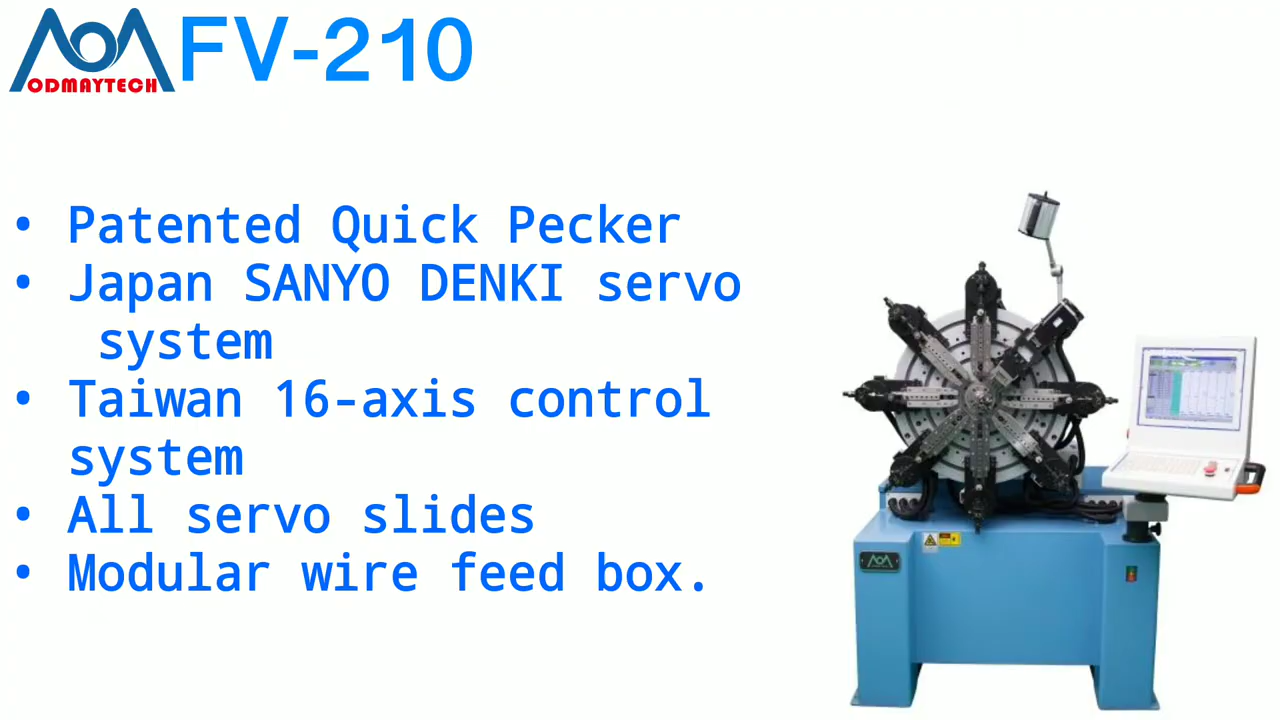 ODMAYTECH
FV-210
• Patented Quick Pecker
• Japan SANYO DENKI servo
system
• Taiwan 16-axis control
system
• All servo slides
• Modular wire feed box.